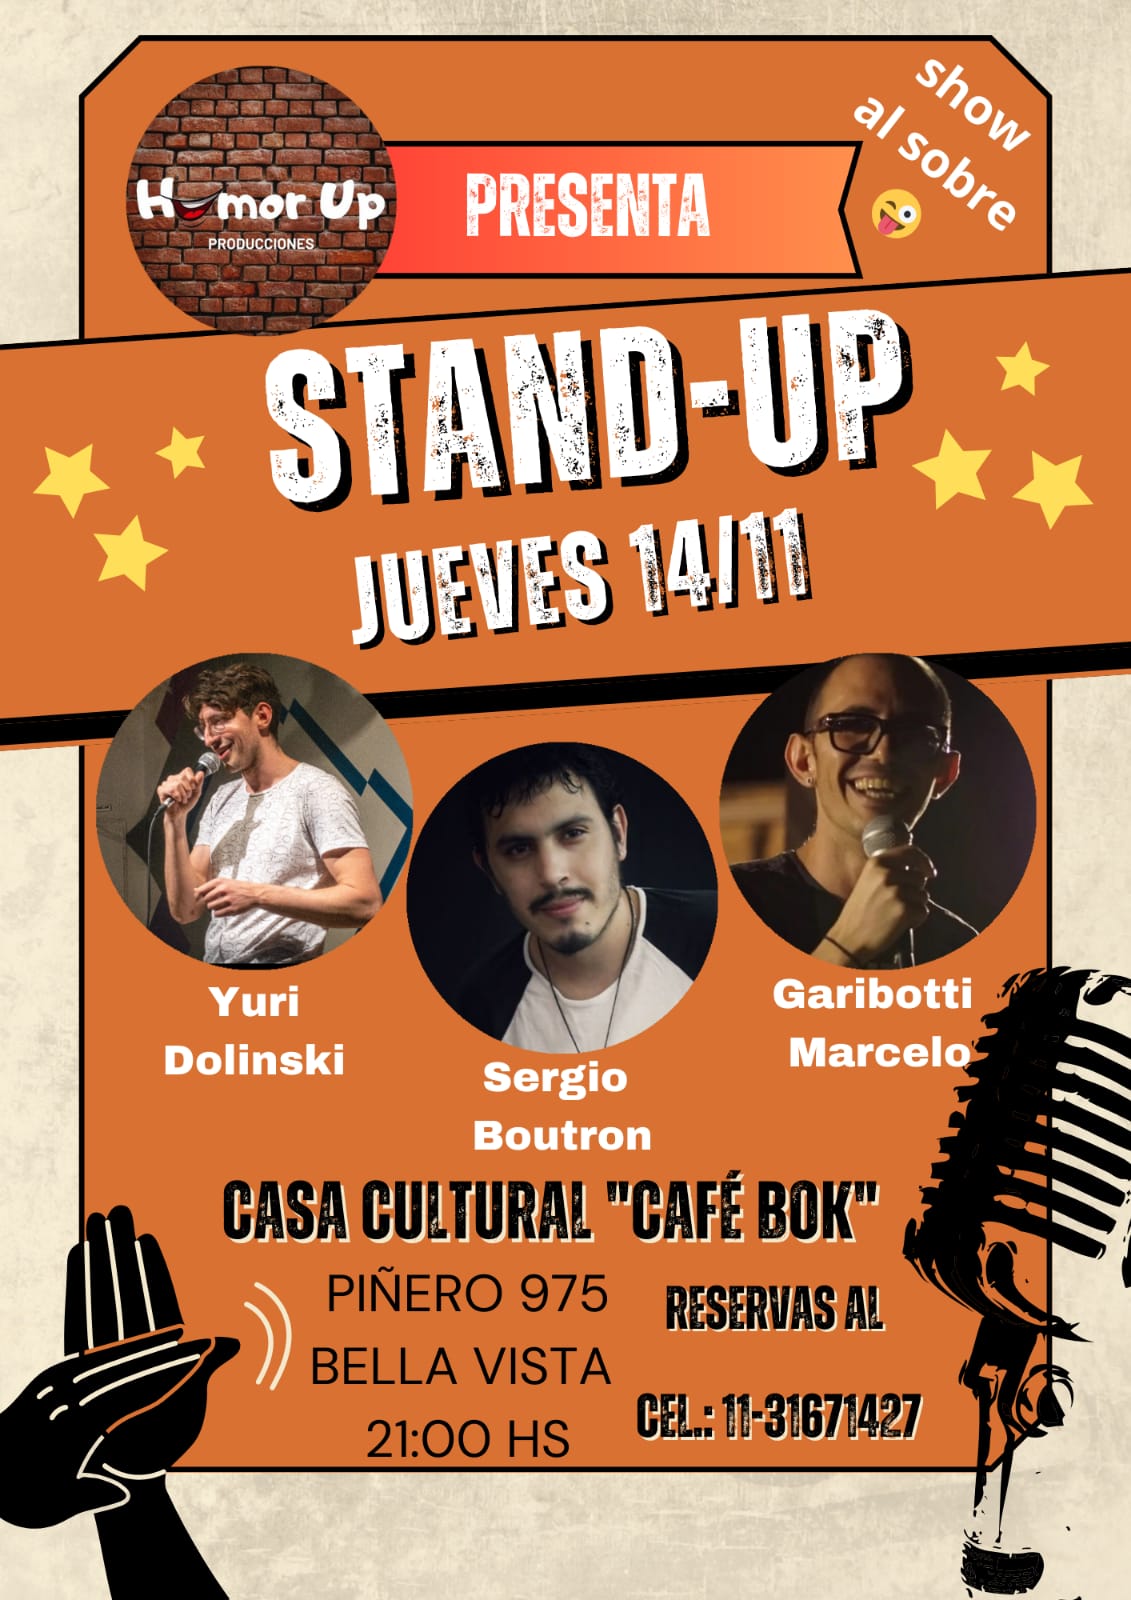 Humor Up
PRODUCCIONES
PRESENTA
show
al sobre
STAND-UP
JUEVES 14/11
Yuri
Dolinski
Sergio
Boutron
Garibotti
Marcelo
CASA CULTURAL "CAFÉ BOK"
PIÑERO 975
BELLA VISTA
21:00 HS
RESERVAS AL
CEL.: 11-31671427